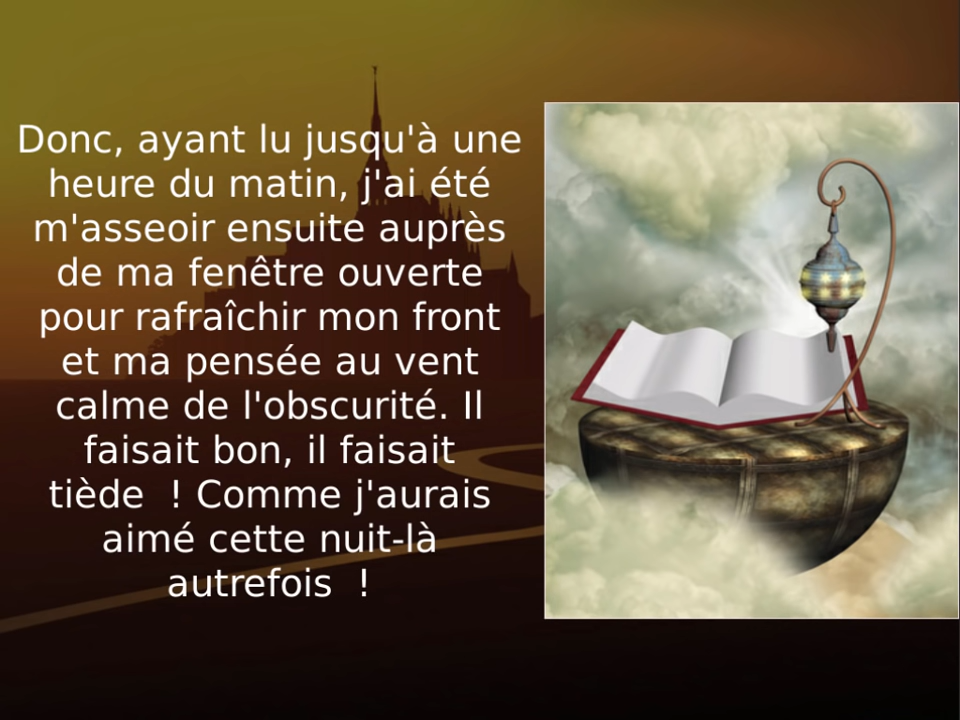 Donc, ayant lu jusqu'à une
heure du matin, j'ai été
m'asseoir ensuite auprès
de ma fenêtre ouverte
pour rafraîchir mon front
et ma pensée au vent
calme de l'obscurité. Il
faisait bon, il faisait
tiède  ! Comme j'aurais
aimé cette nuit-là
autrefois  !